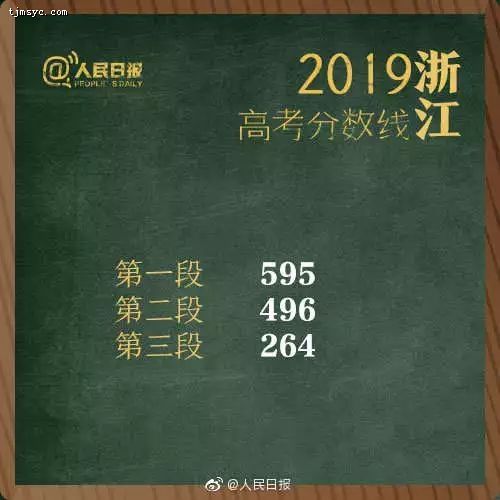 tjmsyc.com
@人民日报
PEOPLE'S DAILY
2019浙江
高考分数线
第一段 595
第二段 496
第三段 264
@人民日报